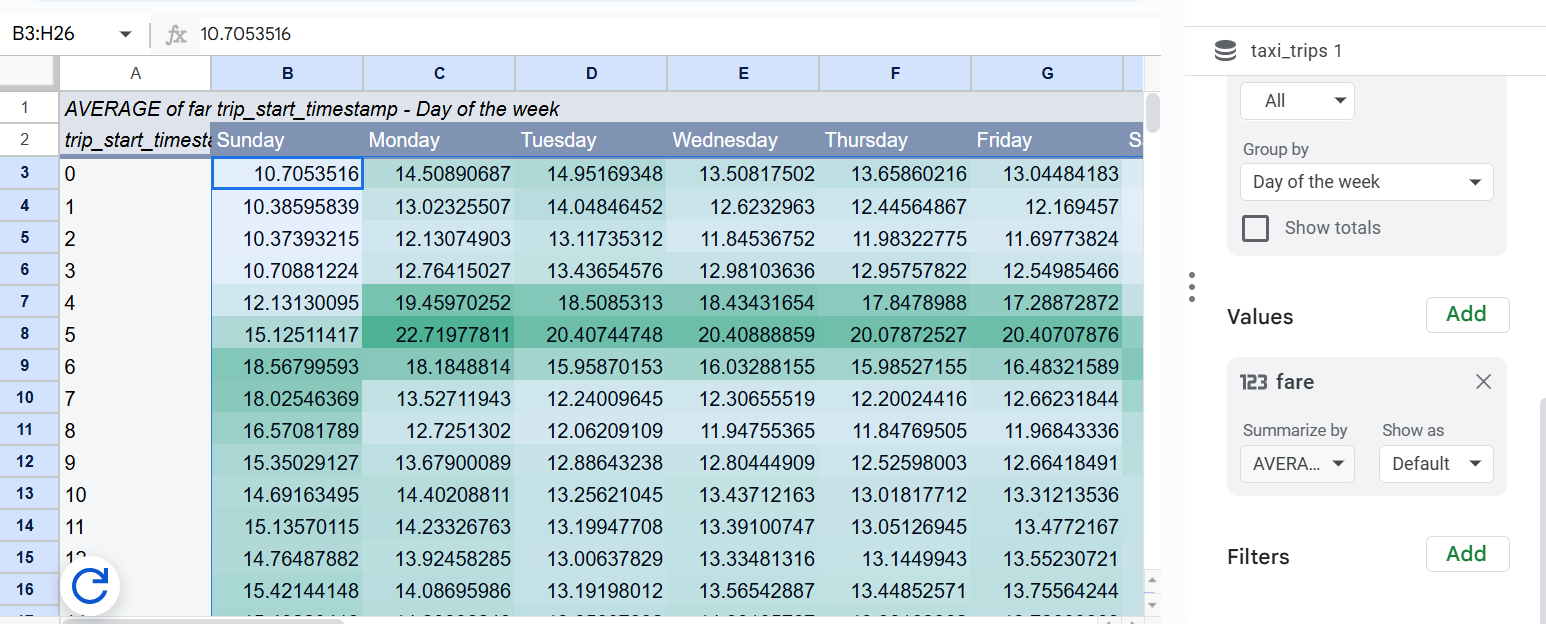 B3:H26 fx 10.7053516
A B C D E F G
1 AVERAGE of far trip_start_timestamp - Day of the week
2 trip_start_timesta Sunday Monday Tuesday Wednesday Thursday Friday S
3 0 10.7053516 14.50890687 14.95169348 13.50817502 13.65860216 13.04484183
4 1 10.38595839 13.02325507 14.04846452 12.6232963 12.44564867 12.169457
5 2 10.37393215 12.13074903 13.11735312 11.84536752 11.98322775 11.69773824
6 3 10.70881224 12.76415027 13.43654576 12.98103636 12.95757822 12.54985466
7 4 12.13130095 19.45970252 18.5085313 18.43431654 17.8478988 17.28872872
8 5 15.12511417 22.71977811 20.40744748 20.40888859 20.07872527 20.40707876
9 6 18.56799593 18.1848814 15.95870153 16.03288155 15.98527155 16.48321589
10 7 18.02546369 13.52711943 12.24009645 12.30655519 12.20024416 12.66231844
11 8 16.57081789 12.7251302 12.06209109 11.94755365 11.84769505 11.96843336
12 9 15.35029127 13.67900089 12.88643238 12.80444909 12.52598003 12.66418491
13 10 14.69163495 14.40208811 13.25621045 13.43712163 13.01817712 13.31213536
14 11 15.13570115 14.23326763 13.19947708 13.39100747 13.05126945 13.4772167
15 12 14.76487882 13.92458285 13.00637829 13.33481316 13.1449943 13.55230721
16 15.42144148 14.08695986 13.19198012 13.56542887 13.44852571 13.75564244
taxi_trips 1
All
Group by
Day of the week
Show totals
Values Add
123 fare
Summarize by Show as
AVERA... Default
Filters Add